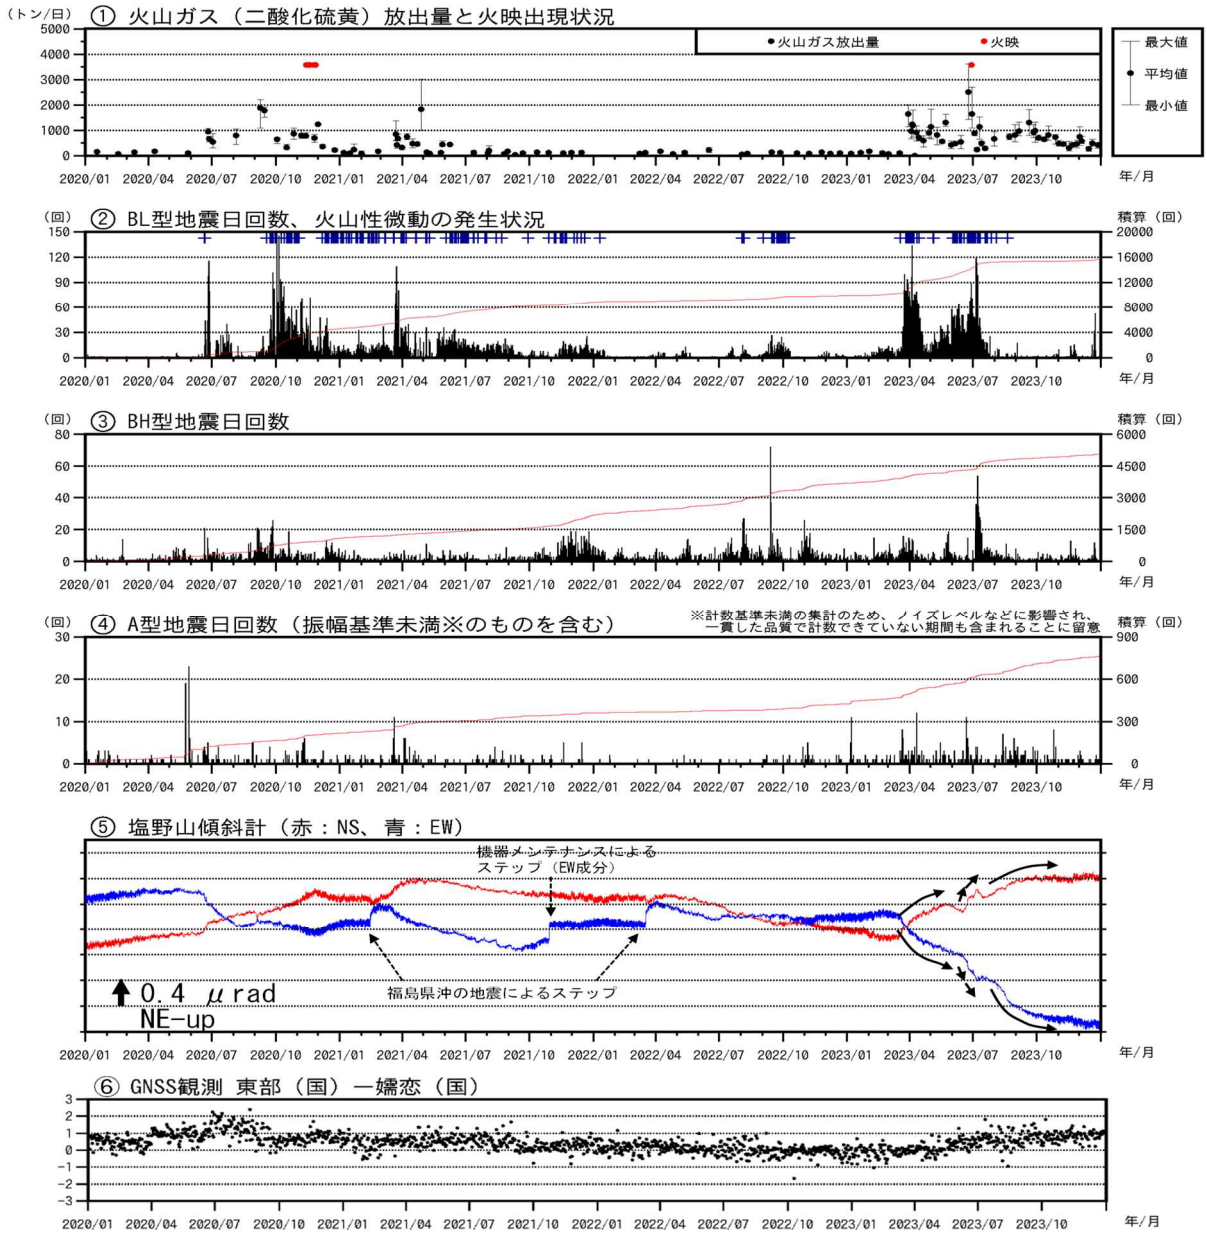 (トン/日) ① 火山ガス（二酸化硫黄）放出量と火映出現状況
5000
4000
3000
2000
1000
0
●火山ガス放出量 ●火映
最大値
平均値
最小値
2020/01 2020/04 2020/07 2020/10 2021/01 2021/04 2021/07 2021/10 2022/01 2022/04 2022/07 2022/10 2023/01 2023/04 2023/07 2023/10 年/月
(回) ② BL型地震日回数、火山性微動の発生状況 積算（回）
150 20000
120 16000
90 12000
60 8000
30 4000
0 0
2020/01 2020/04 2020/07 2020/10 2021/01 2021/04 2021/07 2021/10 2022/01 2022/04 2022/07 2022/10 2023/01 2023/04 2023/07 2023/10 年/月
(回) ③ BH型地震日回数 積算（回）
80 6000
60 4500
40 3000
20 1500
0 0
2020/01 2020/04 2020/07 2020/10 2021/01 2021/04 2021/07 2021/10 2022/01 2022/04 2022/07 2022/10 2023/01 2023/04 2023/07 2023/10 年/月
(回) ④ A型地震日回数（振幅基準未満※のものを含む） 積算（回）
※計数基準未満の集計のため、ノイズレベルなどに影響され、
一貫した品質で計数できていない期間も含まれることに留意
30 900
20 600
10 300
0 0
2020/01 2020/04 2020/07 2020/10 2021/01 2021/04 2021/07 2021/10 2022/01 2022/04 2022/07 2022/10 2023/01 2023/04 2023/07 2023/10 年/月
⑤ 塩野山傾斜計（赤：NS、青：EW）
機器メンテナンスによる
ステップ（EW成分）
福島県沖の地震によるステップ
0.4 μrad
NE-up
2020/01 2020/04 2020/07 2020/10 2021/01 2021/04 2021/07 2021/10 2022/01 2022/04 2022/07 2022/10 2023/01 2023/04 2023/07 2023/10 年/月
⑥ GNSS観測 東部（国）―嬬恋（国）
3
2
1
0
-1
-2
-3
2020/01 2020/04 2020/07 2020/10 2021/01 2021/04 2021/07 2021/10 2022/01 2022/04 2022/07 2022/10 2023/01 2023/04 2023/07 2023/10 年/月